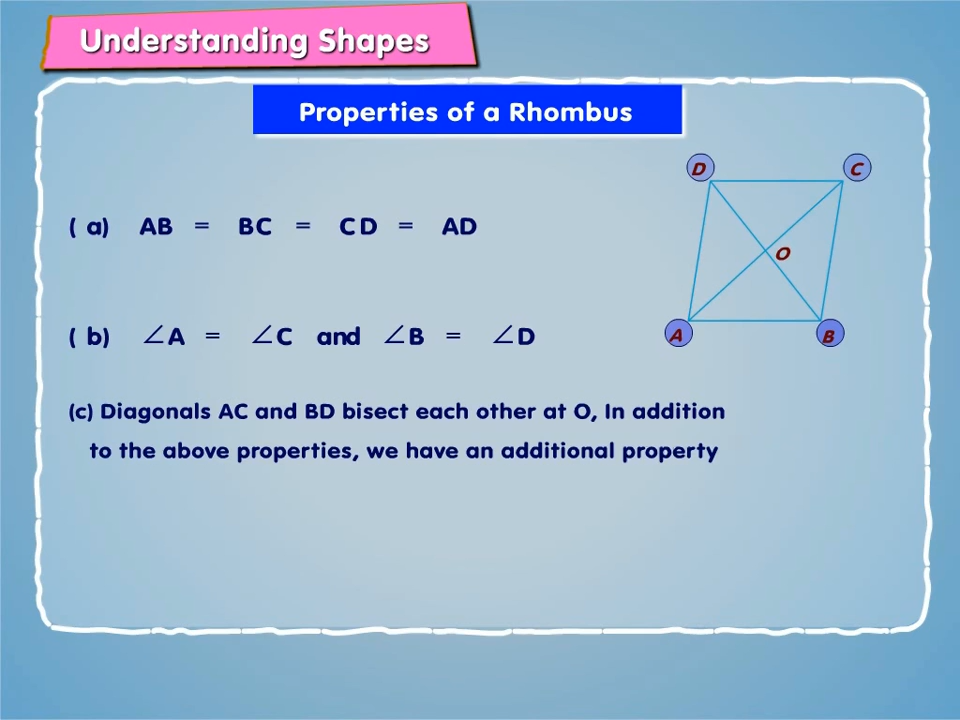 Understanding Shapes
Properties of a Rhombus
D C
( a) AB = BC = CD = AD
O
( b) ∠A = ∠C and ∠B = ∠D
A B
(c) Diagonals AC and BD bisect each other at O, In addition
to the above properties, we have an additional property